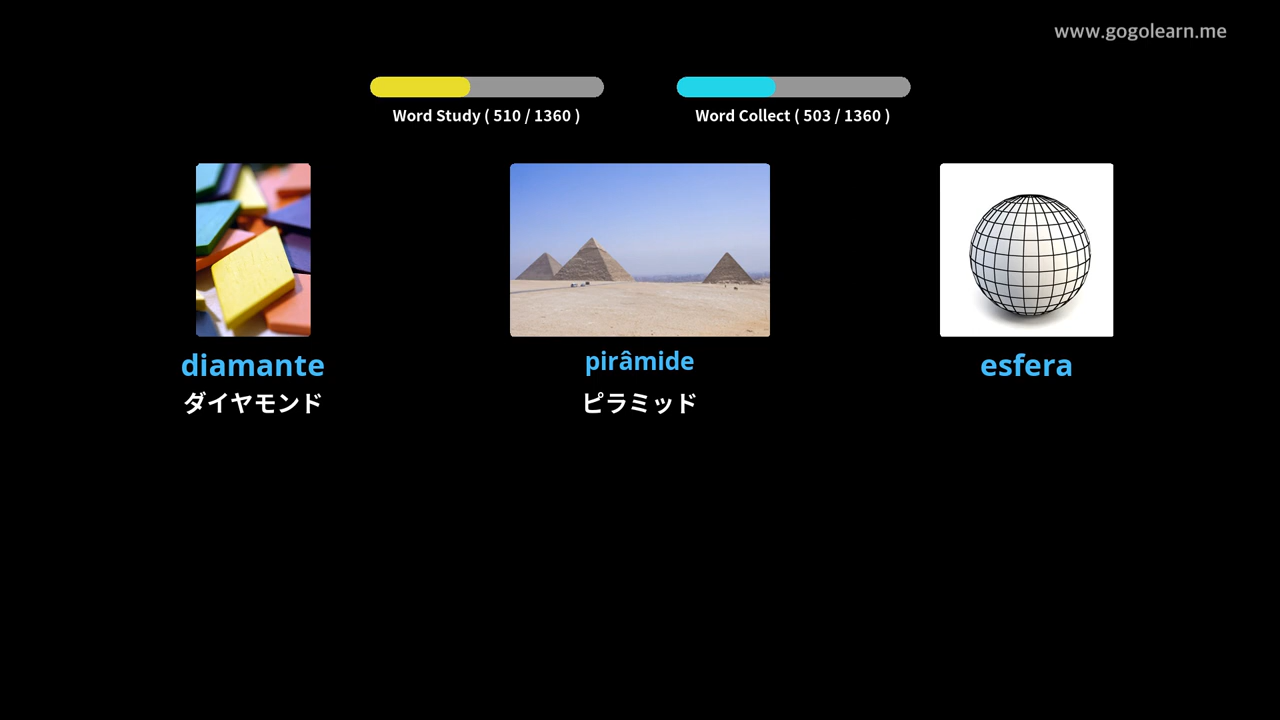 www.gogolearn.me
Word Study ( 510 / 1360 )
Word Collect ( 503 / 1360 )
diamante
ダイヤモンド
pirâmide
ピラミッド
esfera